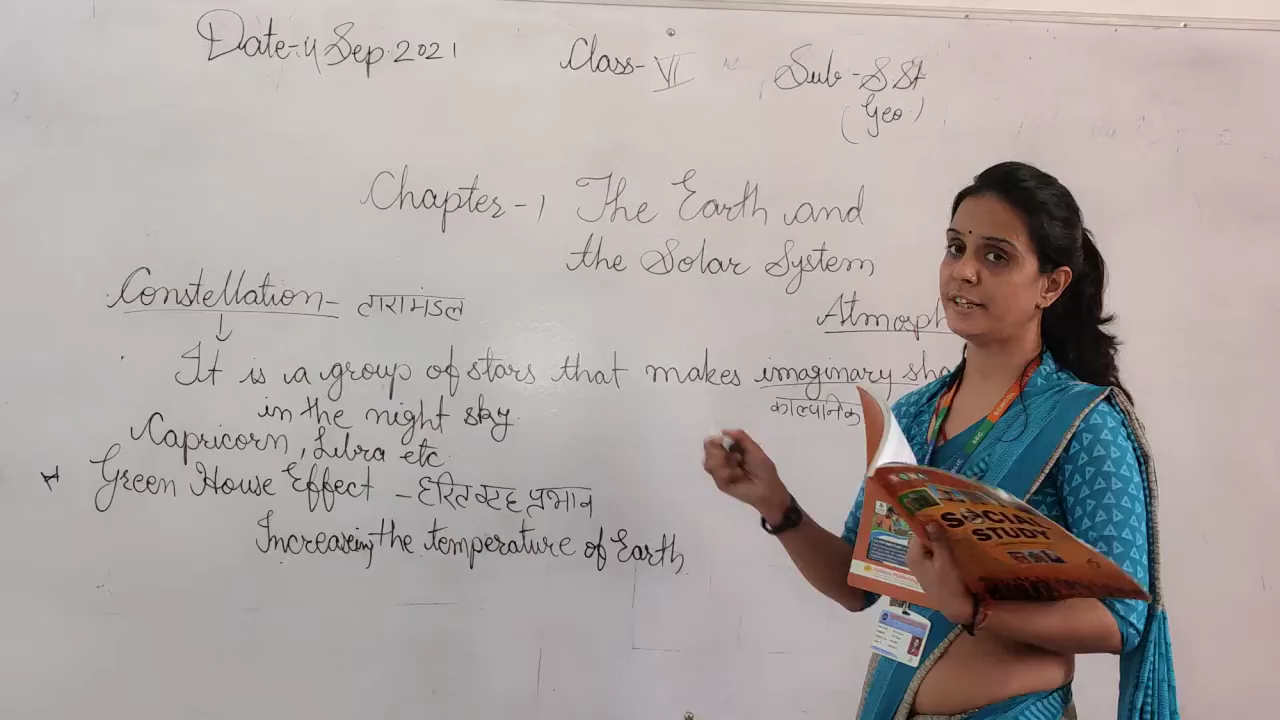 Date-4 Sep. 2021 Class-VI Sub-S.St
(Geo)
Chapter-1 The Earth and
the Solar System
Constellation- तारामंडल
Atmosph
It is a group of stars that makes imaginary sha
काल्पनिक
in the night sky.
Capricorn, Libra etc.
Green House Effect - हरित गृह प्रभाव
Increaseing the temperature of Earth
SOCIAL
STUDY
6